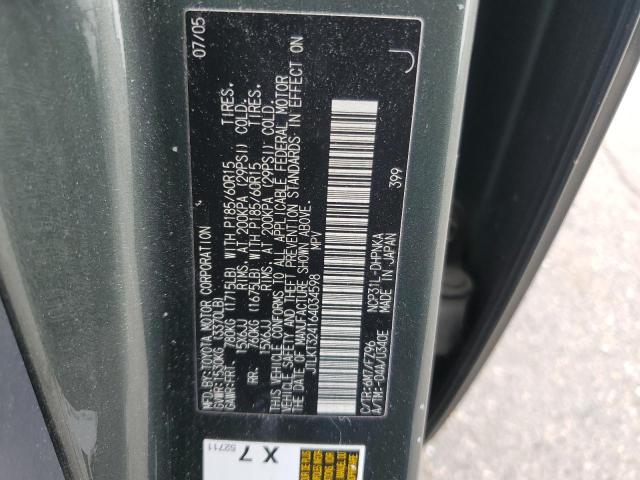 MFD.BY:TOYOTA MOTOR CORPORATION 07/05
GVWR:1530KG (3370LB)
GAWR:FRT. 780KG (1715LB) WITH P185/60R15 TIRES.
15X6JJ RIMS. AT 200KPA (29PSI) COLD.
RR. 760KG (1675LB) WITH P185/60R15 TIRES.
15X6JJ RIMS. AT 200KPA (29PSI) COLD.
THIS VEHICLE CONFORMS TO ALL APPLICABLE FEDERAL MOTOR
VEHICLE SAFETY AND THEFT PREVENTION STANDARDS IN EFFECT ON
THE DATE OF MANUFACTURE SHOWN ABOVE.
JTLKT324164034598 MPV
J
C/TR:6M7/FZ96 NCP31L-DHPNKA 399
A/TM:-04A/U340E MADE IN JAPAN
X 7
52711